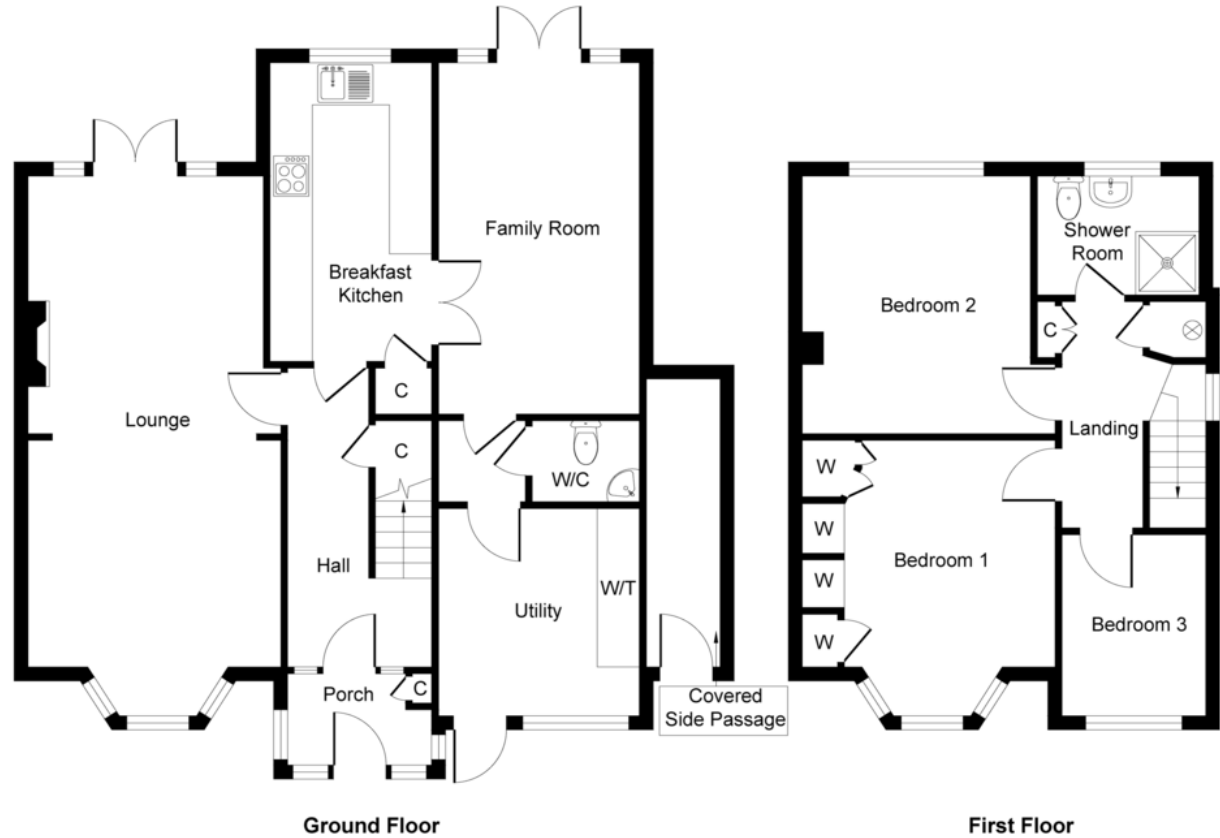 Family Room
Breakfast
Kitchen
C
Lounge
C
W/C
Hall
W/T
Utility
Porch
C
Covered
Side Passage
Ground Floor
Shower
Room
Bedroom 2
C
Landing
W
W
Bedroom 1
W
W
Bedroom 3
First Floor